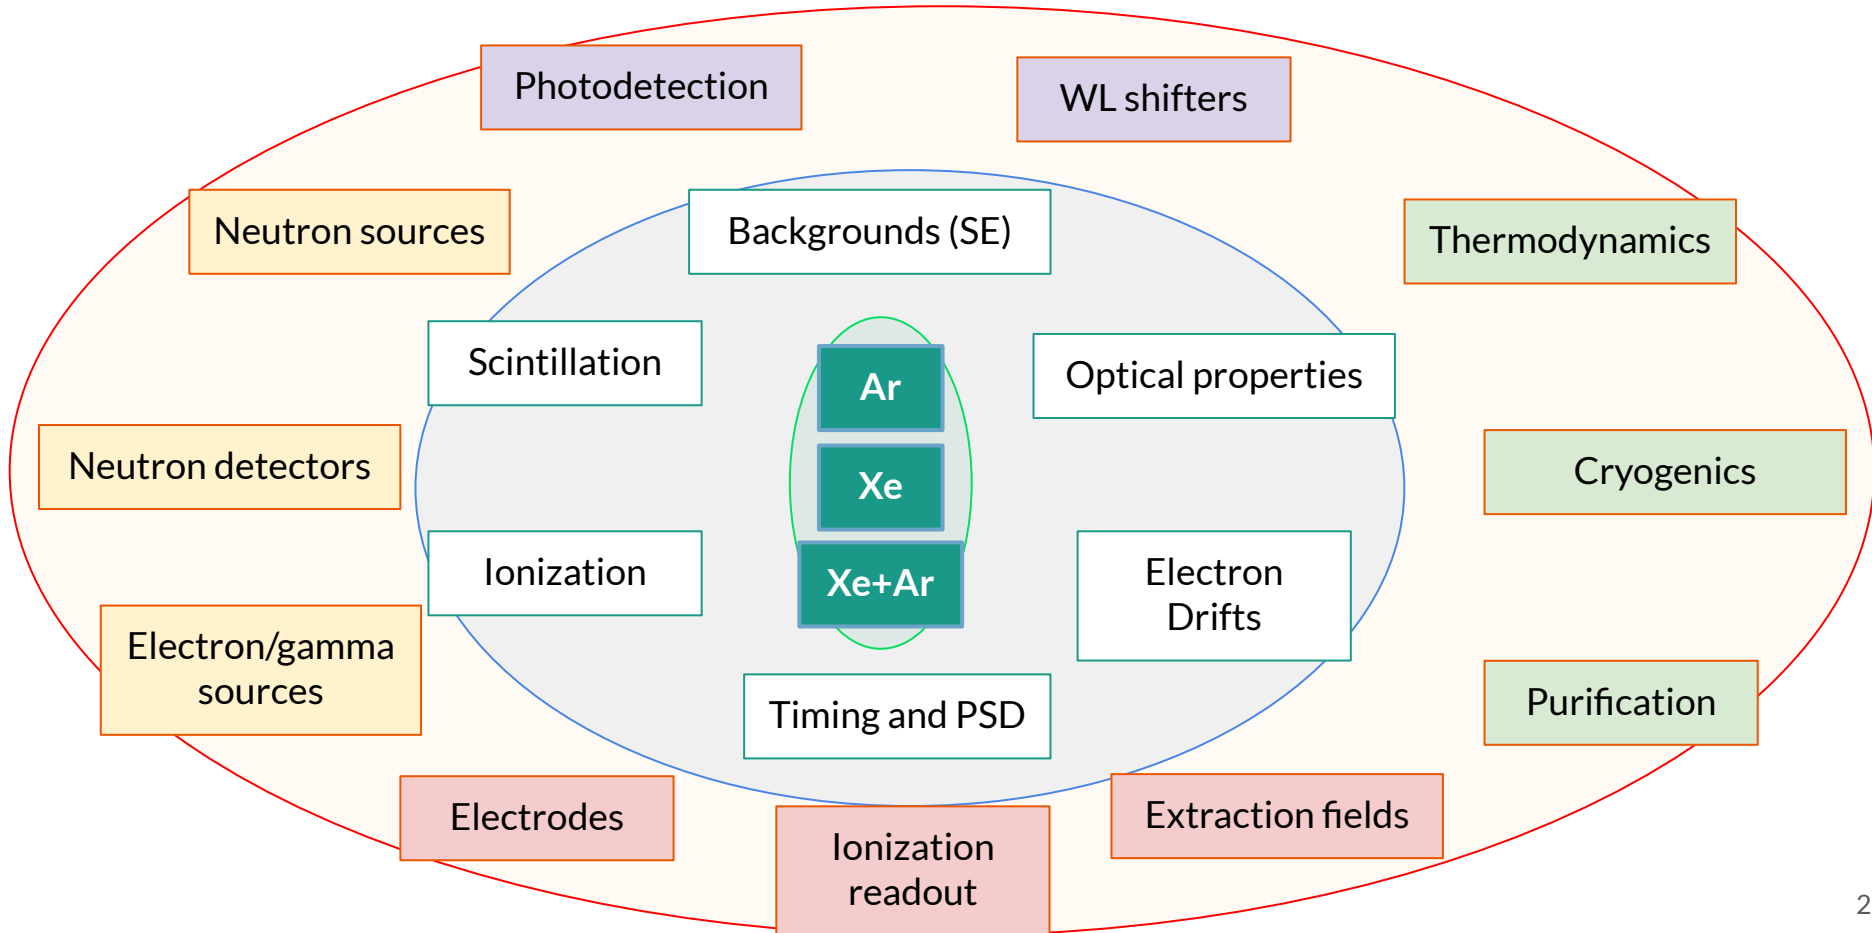 Photodetection
WL shifters
Neutron sources
Backgrounds (SE)
Thermodynamics
Scintillation
Ar
Optical properties
Neutron detectors
Xe
Cryogenics
Ionization
Xe+Ar
Electron
Drifts
Electron/gamma
sources
Timing and PSD
Purification
Electrodes
Ionization
readout
Extraction fields
2